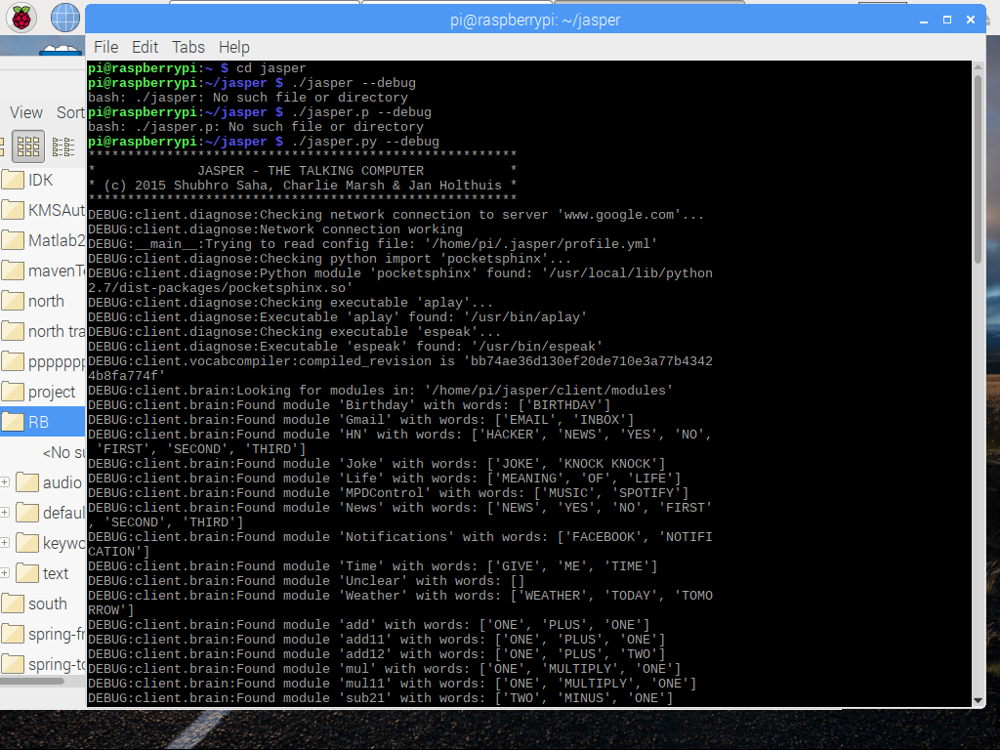 pi@raspberrypi: ~/jasper
File Edit Tabs Help
pi@raspberrypi:~ $ cd jasper
pi@raspberrypi:~/jasper $ ./jasper --debug
bash: ./jasper: No such file or directory
pi@raspberrypi:~/jasper $ ./jasper.p --debug
bash: ./jasper.p: No such file or directory
pi@raspberrypi:~/jasper $ ./jasper.py --debug
*******************************************************
*             JASPER - THE TALKING COMPUTER           *
* (c) 2015 Shubhro Saha, Charlie Marsh & Jan Holthuis *
*******************************************************
DEBUG:client.diagnose:Checking network connection to server 'www.google.com'...
DEBUG:client.diagnose:Network connection working
DEBUG:__main__:Trying to read config file: '/home/pi/.jasper/profile.yml'
DEBUG:client.diagnose:Checking python import 'pocketsphinx'...
DEBUG:client.diagnose:Python module 'pocketsphinx' found: '/usr/local/lib/python
2.7/dist-packages/pocketsphinx.so'
DEBUG:client.diagnose:Checking executable 'aplay'...
DEBUG:client.diagnose:Executable 'aplay' found: '/usr/bin/aplay'
DEBUG:client.diagnose:Checking executable 'espeak'...
DEBUG:client.diagnose:Executable 'espeak' found: '/usr/bin/espeak'
DEBUG:client.vocabcompiler:compiled_revision is 'bb74ae36d130ef20de710e3a77b4342
4b8fa774f'
DEBUG:client.brain:Looking for modules in: '/home/pi/jasper/client/modules'
DEBUG:client.brain:Found module 'Birthday' with words: ['BIRTHDAY']
DEBUG:client.brain:Found module 'Gmail' with words: ['EMAIL', 'INBOX']
DEBUG:client.brain:Found module 'HN' with words: ['HACKER', 'NEWS', 'YES', 'NO',
 'FIRST', 'SECOND', 'THIRD']
DEBUG:client.brain:Found module 'Joke' with words: ['JOKE', 'KNOCK KNOCK']
DEBUG:client.brain:Found module 'Life' with words: ['MEANING', 'OF', 'LIFE']
DEBUG:client.brain:Found module 'MPDControl' with words: ['MUSIC', 'SPOTIFY']
DEBUG:client.brain:Found module 'News' with words: ['NEWS', 'YES', 'NO', 'FIRST'
, 'SECOND', 'THIRD']
DEBUG:client.brain:Found module 'Notifications' with words: ['FACEBOOK', 'NOTIFI
CATION']
DEBUG:client.brain:Found module 'Time' with words: ['GIVE', 'ME', 'TIME']
DEBUG:client.brain:Found module 'Unclear' with words: []
DEBUG:client.brain:Found module 'Weather' with words: ['WEATHER', 'TODAY', 'TOMO
RROW']
DEBUG:client.brain:Found module 'add' with words: ['ONE', 'PLUS', 'ONE']
DEBUG:client.brain:Found module 'add11' with words: ['ONE', 'PLUS', 'ONE']
DEBUG:client.brain:Found module 'add12' with words: ['ONE', 'PLUS', 'TWO']
DEBUG:client.brain:Found module 'mul' with words: ['ONE', 'MULTIPLY', 'ONE']
DEBUG:client.brain:Found module 'mul11' with words: ['ONE', 'MULTIPLY', 'ONE']
DEBUG:client.brain:Found module 'sub21' with words: ['TWO', 'MINUS', 'ONE']
View Sort
IDK
KMSAut
Matlab2
mavenTe
north
north tra
ppppppp
project
RB
<No su
audio
defaul
keywo
text
south
spring-fr
spring-to